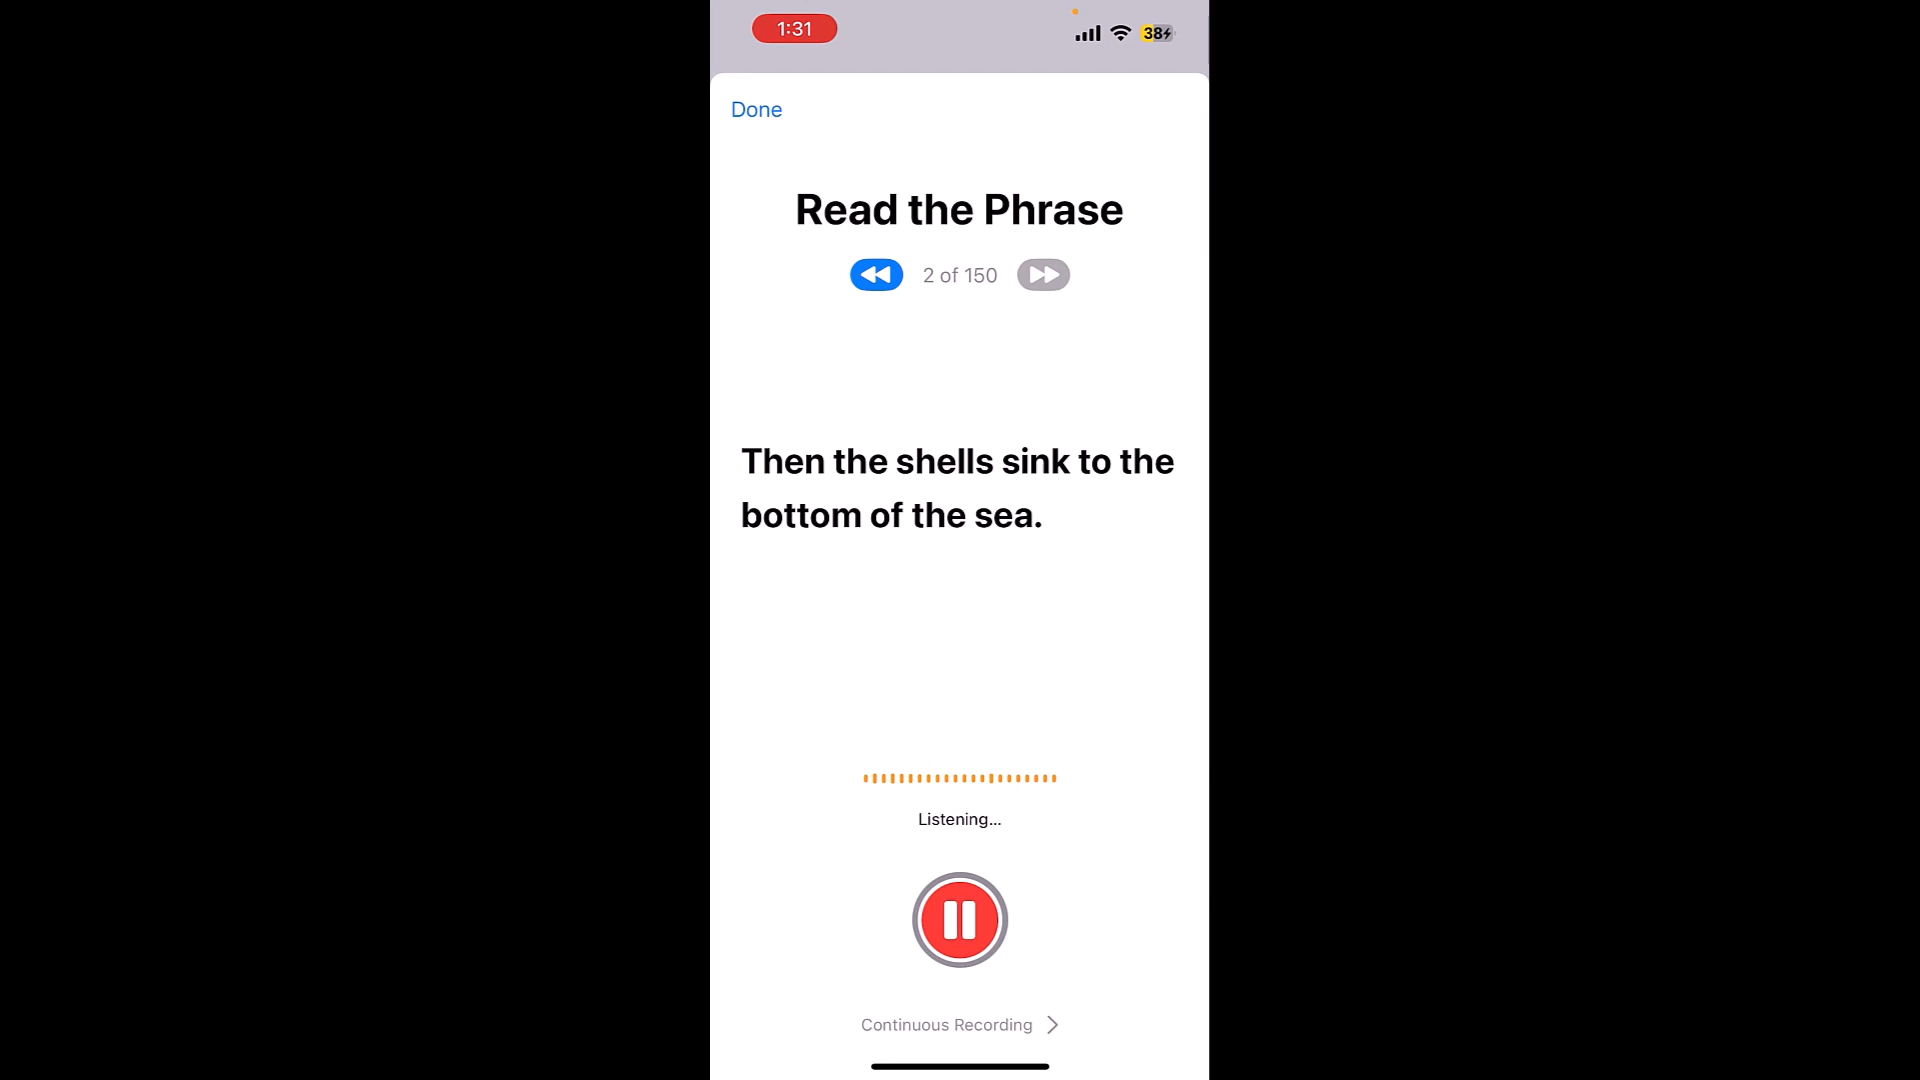 1:31
38
Done
Read the Phrase
2 of 150
Then the shells sink to the
bottom of the sea.
Listening...
Continuous Recording